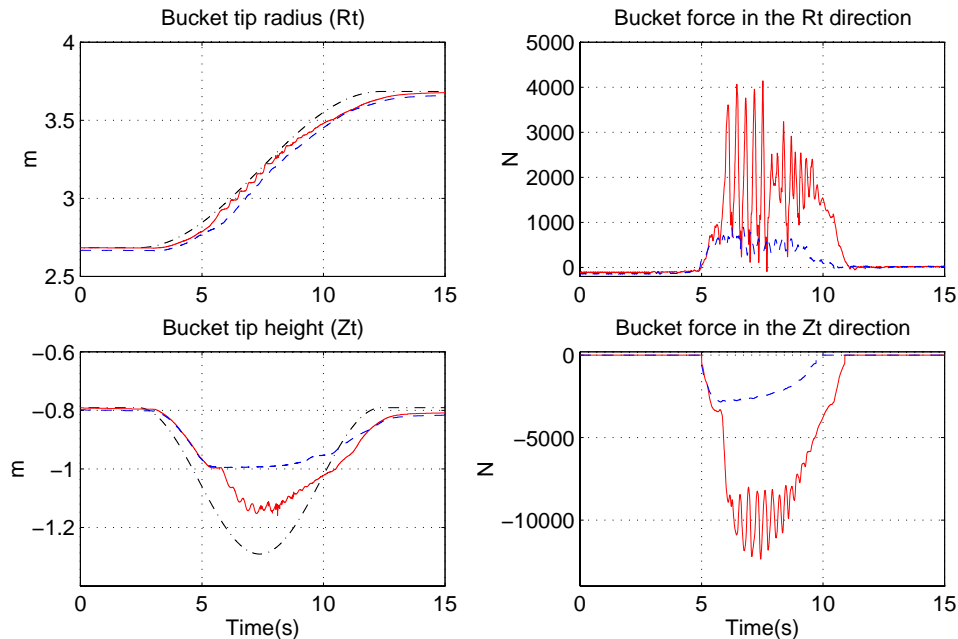 Bucket tip radius (Rt)
4
3.5
3
2.5
m
0 5 10 15
Bucket force in the Rt direction
5000
4000
3000
2000
1000
0
N
0 5 10 15
Bucket tip height (Zt)
−0.6
−0.8
−1
−1.2
m
0 5 10 15
Time(s)
Bucket force in the Zt direction
0
−5000
−10000
N
0 5 10 15
Time(s)